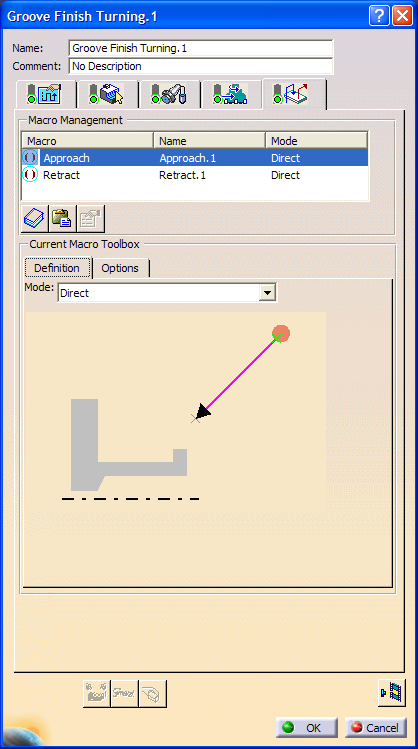 Groove Finish Turning.1
Name: Groove Finish Turning.1
Comment: No Description
Macro Management
Macro Name Mode
Approach Approach.1 Direct
Retract Retract.1 Direct
Current Macro Toolbox
Definition Options
Mode: Direct
OK Cancel